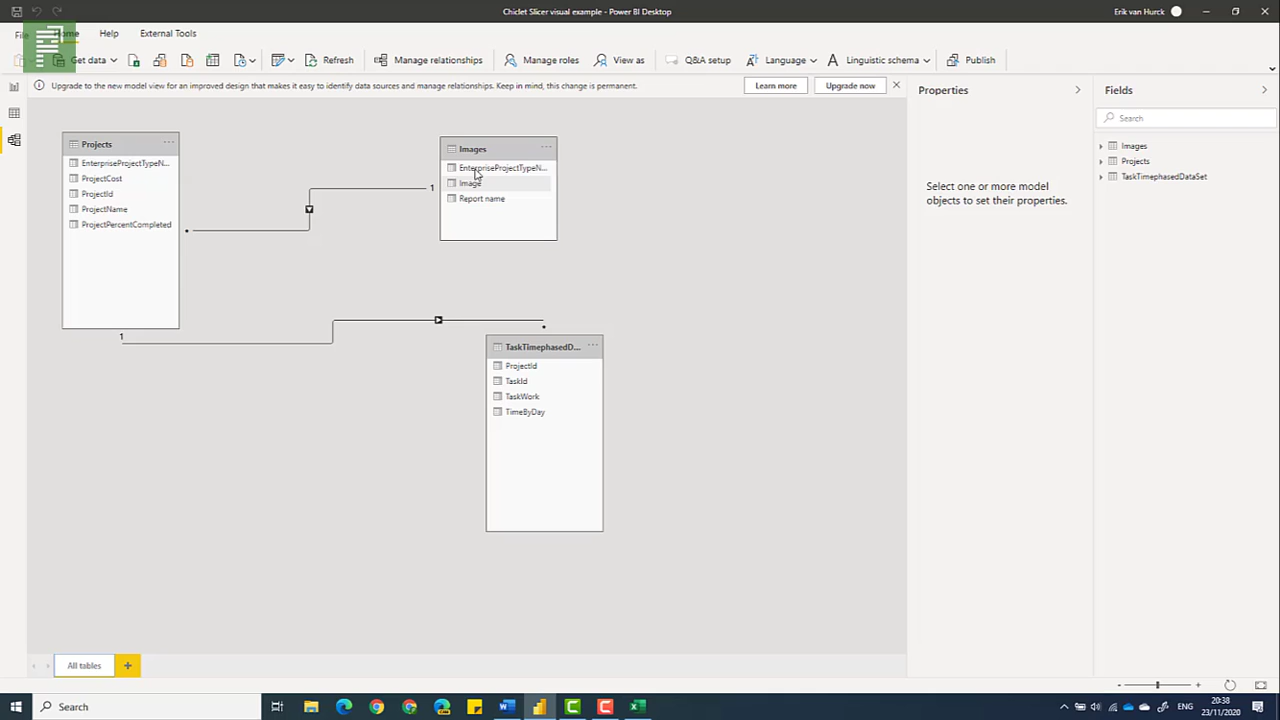 Chiclet Slicer visual example - Power BI Desktop
Erik van Hurck
File
Home
Help
External Tools
Get data
Refresh
Manage relationships
Manage roles
View as
Q&A setup
Language
Linguistic schema
Publish
Upgrade to the new model view for an improved design that makes it easy to identify data sources and manage relationships. Keep in mind, this change is permanent.
Learn more
Upgrade now
Properties
Fields
Search
Select one or more model
objects to set their properties.
Images
Projects
TaskTimephasedDataSet
Projects
EnterpriseProjectTypeN...
ProjectCost
ProjectId
ProjectName
ProjectPercentCompleted
Images
EnterpriseProjectTypeN...
Image
Report name
1
1
TaskTimephasedD...
ProjectId
TaskId
TaskWork
TimeByDay
All tables
Search
ENG
20:38
23/11/2020